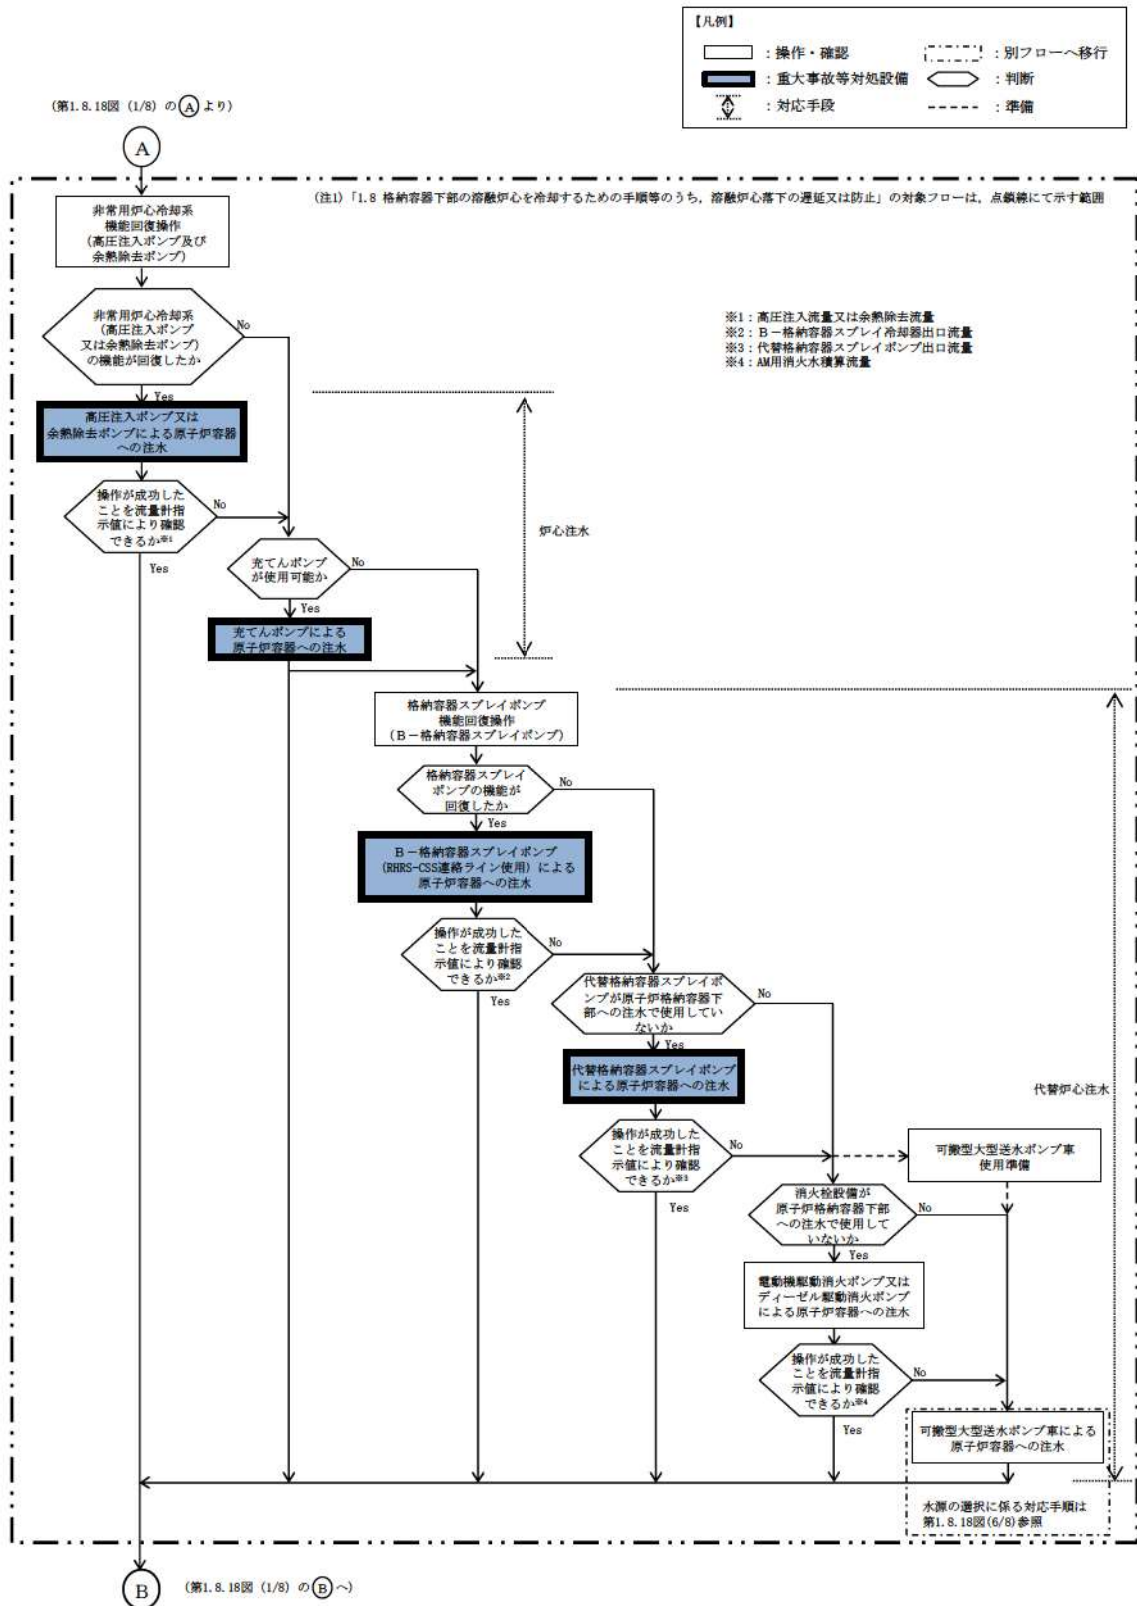 【凡例】
：操作・確認
：別フローへ移行
：重大事故等対処設備
：判断
：対応手段
：準備
(第1.8.18図 (1/8) の A より)
A
(注1)「1.8 格納容器下部の溶融炉心を冷却するための手順等のうち，溶融炉心落下の遅延又は防止」の対象フローは，点鎖線にて示す範囲
非常用炉心冷却系
機能回復操作
(高圧注入ポンプ及び
余熱除去ポンプ)
非常用炉心冷却系
(高圧注入ポンプ
又は余熱除去ポンプ)
の機能が回復したか
No
Yes
※1：高圧注入流量又は余熱除去流量
※2：B－格納容器スプレイ冷却器出口流量
※3：代替格納容器スプレイポンプ出口流量
※4：AM用消火水積算流量
高圧注入ポンプ又は
余熱除去ポンプによる原子炉容器
への注水
操作が成功した
ことを流量計指
示値により確認
できるか※1
No
Yes
炉心注水
充てんポンプ
が使用可能か
No
Yes
充てんポンプによる
原子炉容器への注水
格納容器スプレイポンプ
機能回復操作
(B－格納容器スプレイポンプ)
格納容器スプレイ
ポンプの機能が
回復したか
No
Yes
B－格納容器スプレイポンプ
(RHRS-CSS連絡ライン使用) による
原子炉容器への注水
操作が成功した
ことを流量計指
示値により確認
できるか※2
No
Yes
代替格納容器スプレイポ
ンプが原子炉格納容器下
部への注水で使用してい
ないか
No
Yes
代替格納容器スプレイポンプ
による原子炉容器への注水
代替炉心注水
操作が成功した
ことを流量計指
示値により確認
できるか※3
No
Yes
可搬型大型送水ポンプ車
使用準備
消火栓設備が
原子炉格納容器下部
への注水で使用して
いないか
No
Yes
電動機駆動消火ポンプ又は
ディーゼル駆動消火ポンプ
による原子炉容器への注水
操作が成功した
ことを流量計指
示値により確認
できるか※4
No
Yes
可搬型大型送水ポンプ車による
原子炉容器への注水
水源の選択に係る対応手順は
第1.8.18図(6/8)参照
B
(第1.8.18図 (1/8) の B へ)